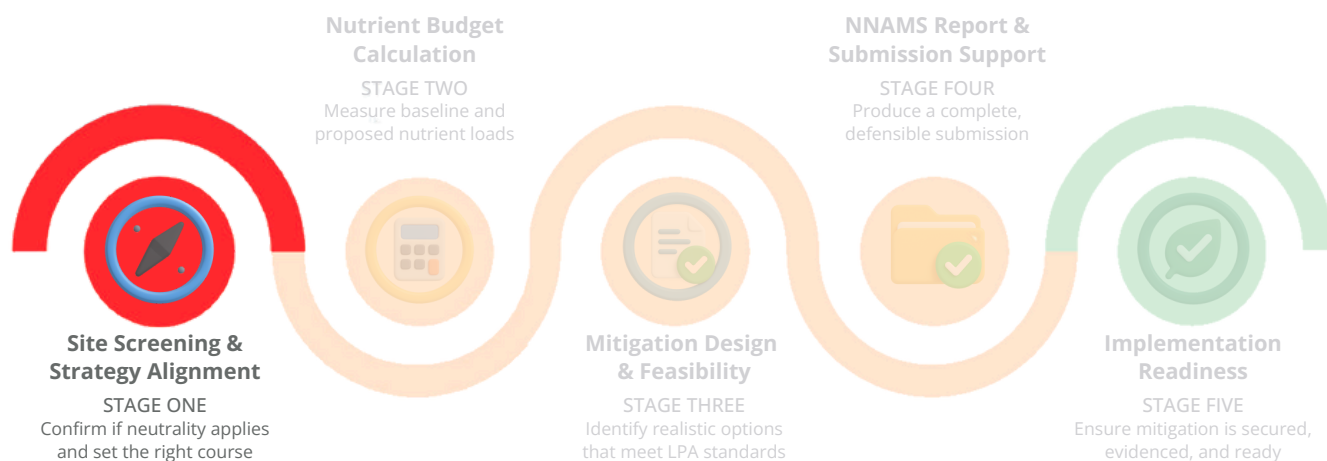 Site Screening &
Strategy Alignment
STAGE ONE
Confirm if neutrality applies
and set the right course
Nutrient Budget
Calculation
STAGE TWO
Measure baseline and
proposed nutrient loads
Mitigation Design
& Feasibility
STAGE THREE
Identify realistic options
that meet LPA standards
NNAMS Report &
Submission Support
STAGE FOUR
Produce a complete,
defensible submission
Implementation
Readiness
STAGE FIVE
Ensure mitigation is secured,
evidenced, and ready